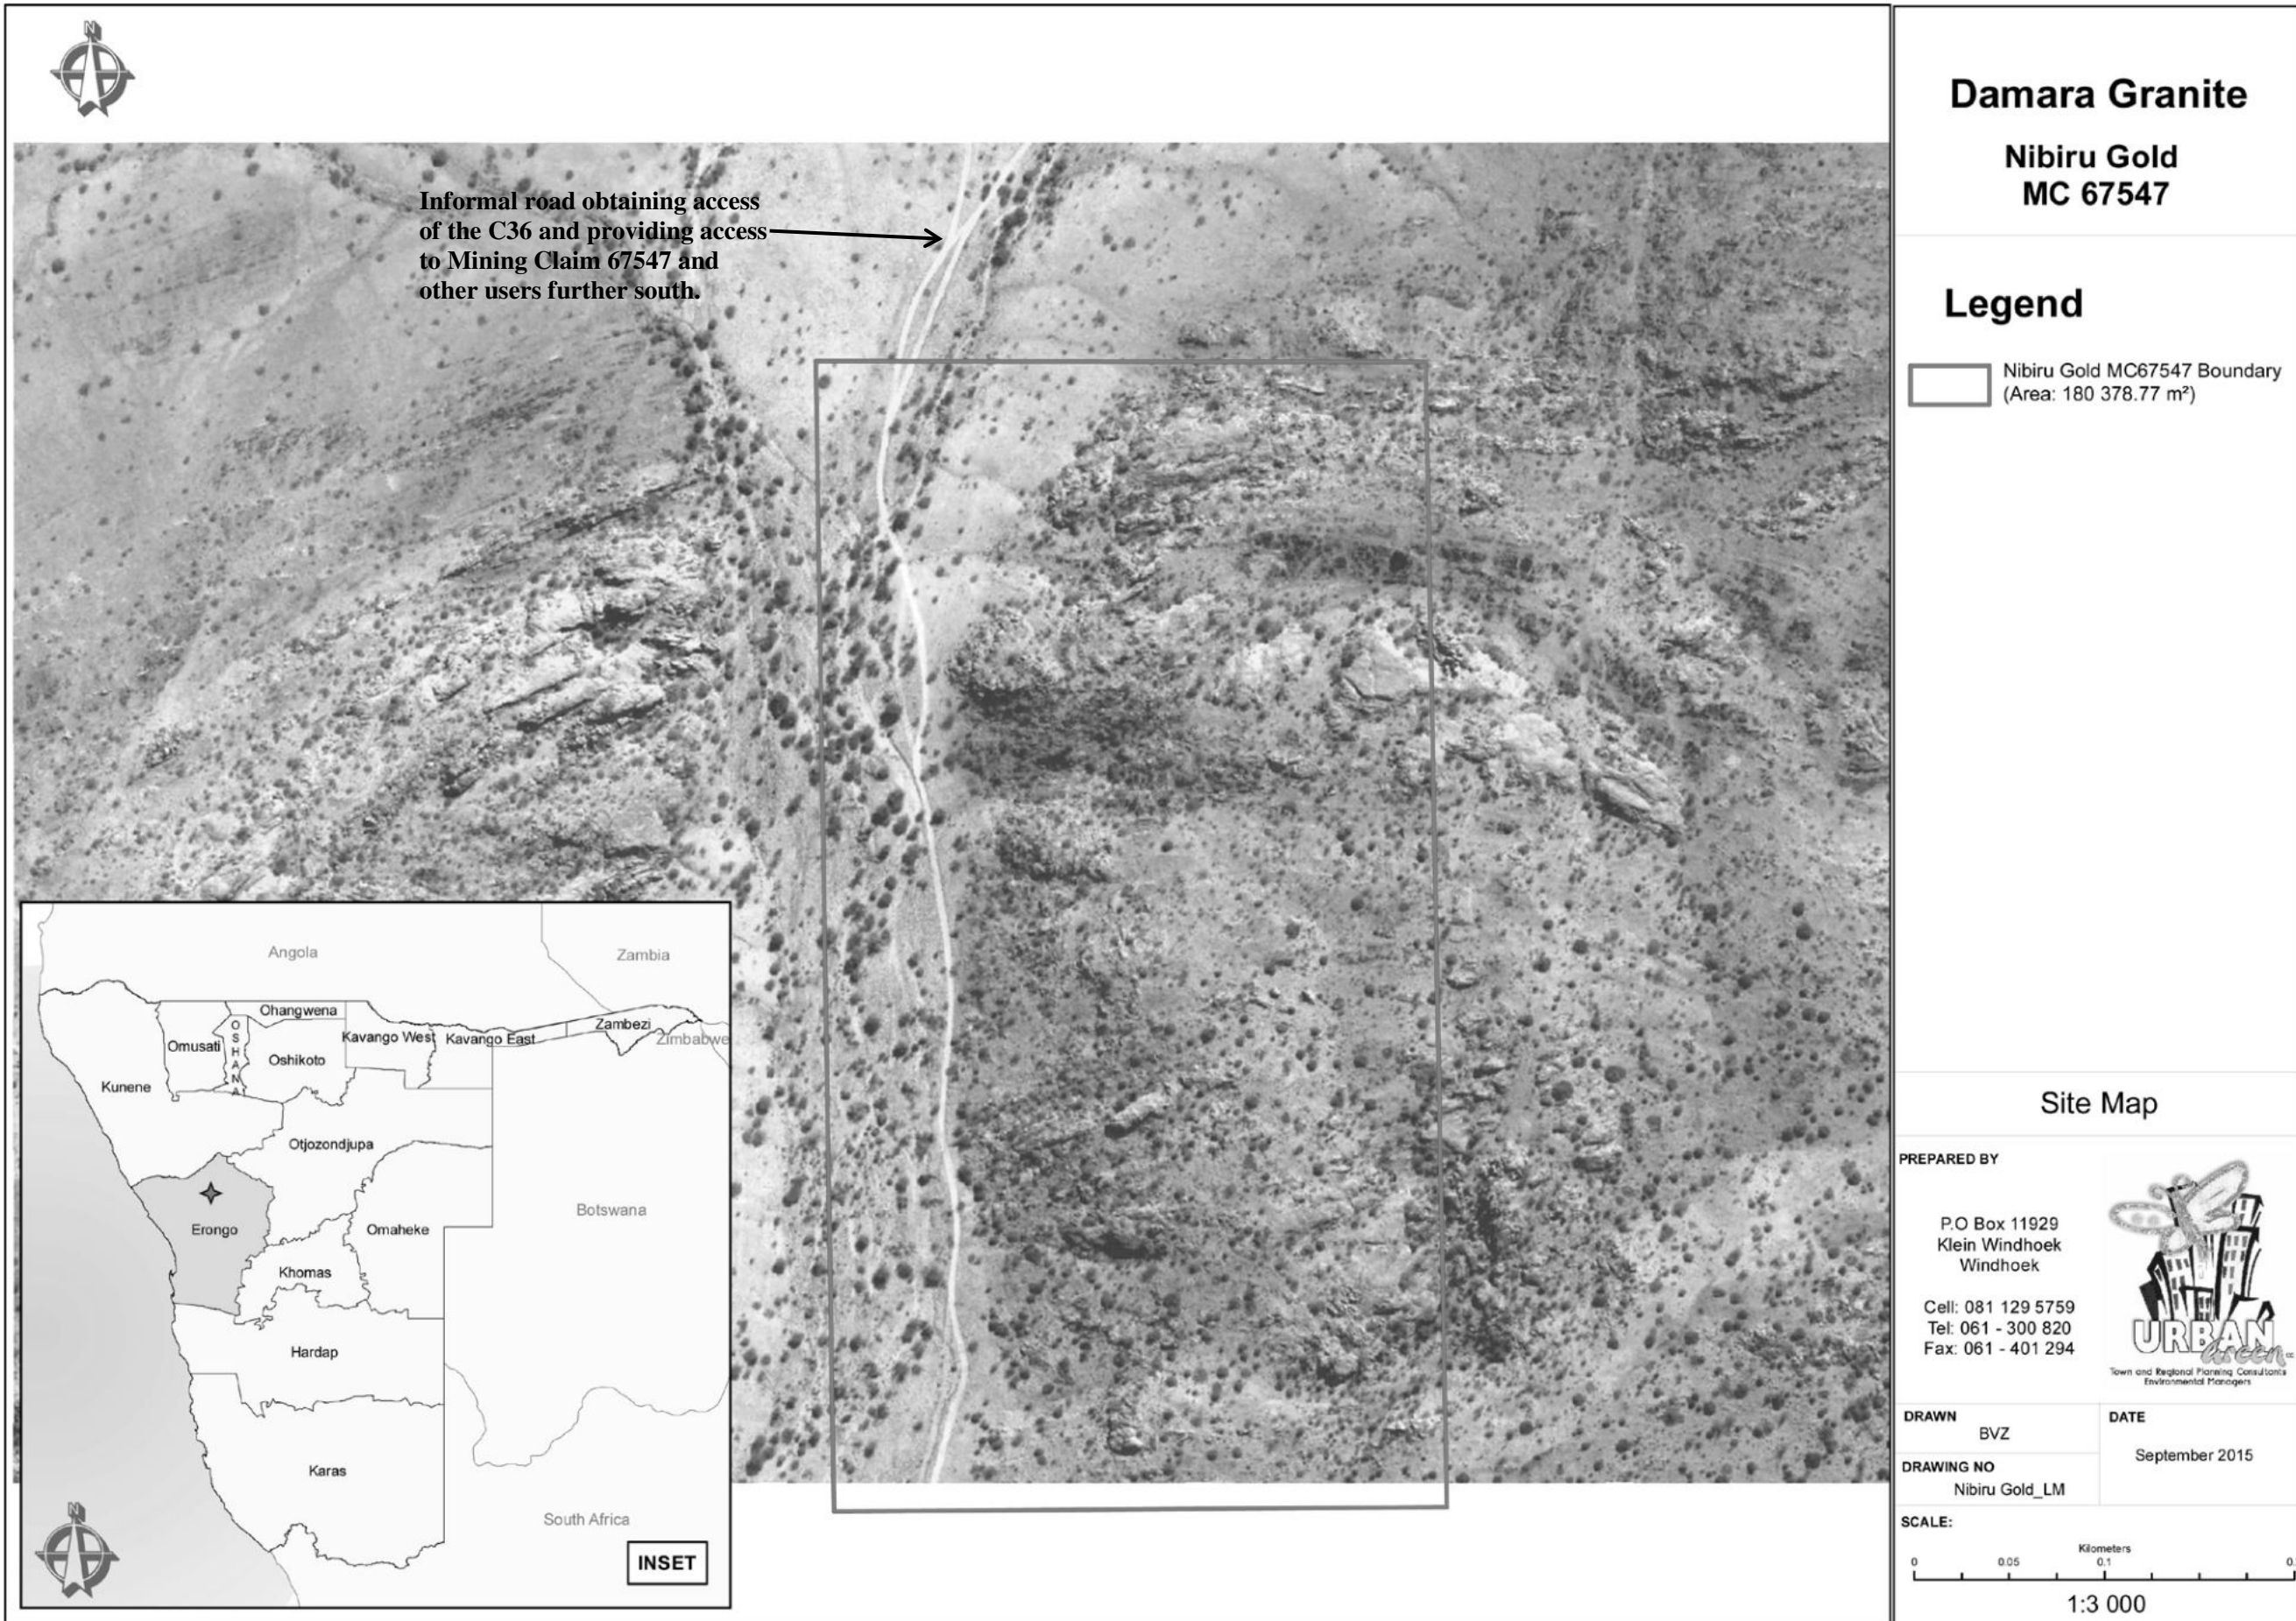 N
Informal road obtaining access
of the C36 and providing access
to Mining Claim 67547 and
other users further south.
Angola
Zambia
Ohangwena
Zambezi
Zimbabwe
Kavango West
Kavango East
Omusati
OSHANA
Oshikoto
Kunene
Otjozondjupa
Botswana
Erongo
Omaheke
Khomas
Hardap
Karas
South Africa
N
INSET
Damara Granite
Nibiru Gold
MC 67547
Legend
Nibiru Gold MC67547 Boundary
(Area: 180 378.77 m²)
Site Map
PREPARED BY
P.O Box 11929
Klein Windhoek
Windhoek
Cell: 081 129 5759
Tel: 061 - 300 820
Fax: 061 - 401 294
URBAN
Green CC
Town and Regional Planning Consultants
Environmental Managers
DRAWN
BVZ
DATE
September 2015
DRAWING NO
Nibiru Gold_LM
SCALE:
Kilometers
0 0.05 0.1 0.
1:3 000